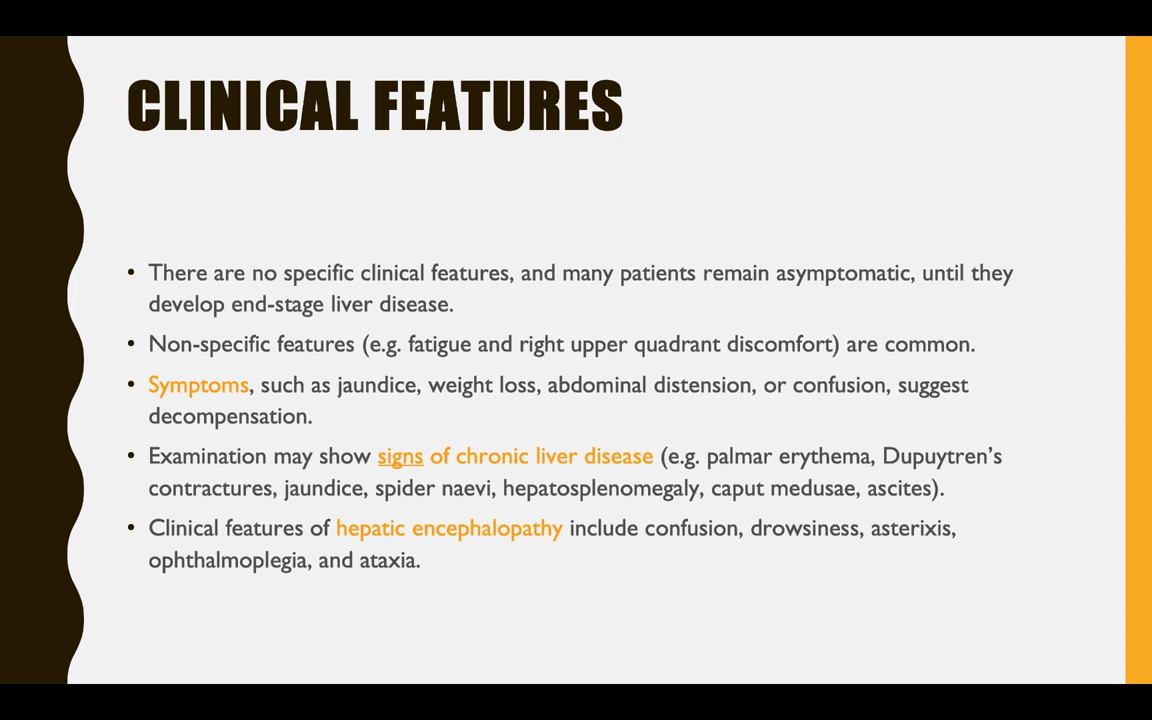 CLINICAL FEATURES
• There are no specific clinical features, and many patients remain asymptomatic, until they
develop end-stage liver disease.
• Non-specific features (e.g. fatigue and right upper quadrant discomfort) are common.
• Symptoms, such as jaundice, weight loss, abdominal distension, or confusion, suggest
decompensation.
• Examination may show signs of chronic liver disease (e.g. palmar erythema, Dupuytren’s
contractures, jaundice, spider naevi, hepatosplenomegaly, caput medusae, ascites).
• Clinical features of hepatic encephalopathy include confusion, drowsiness, asterixis,
ophthalmoplegia, and ataxia.